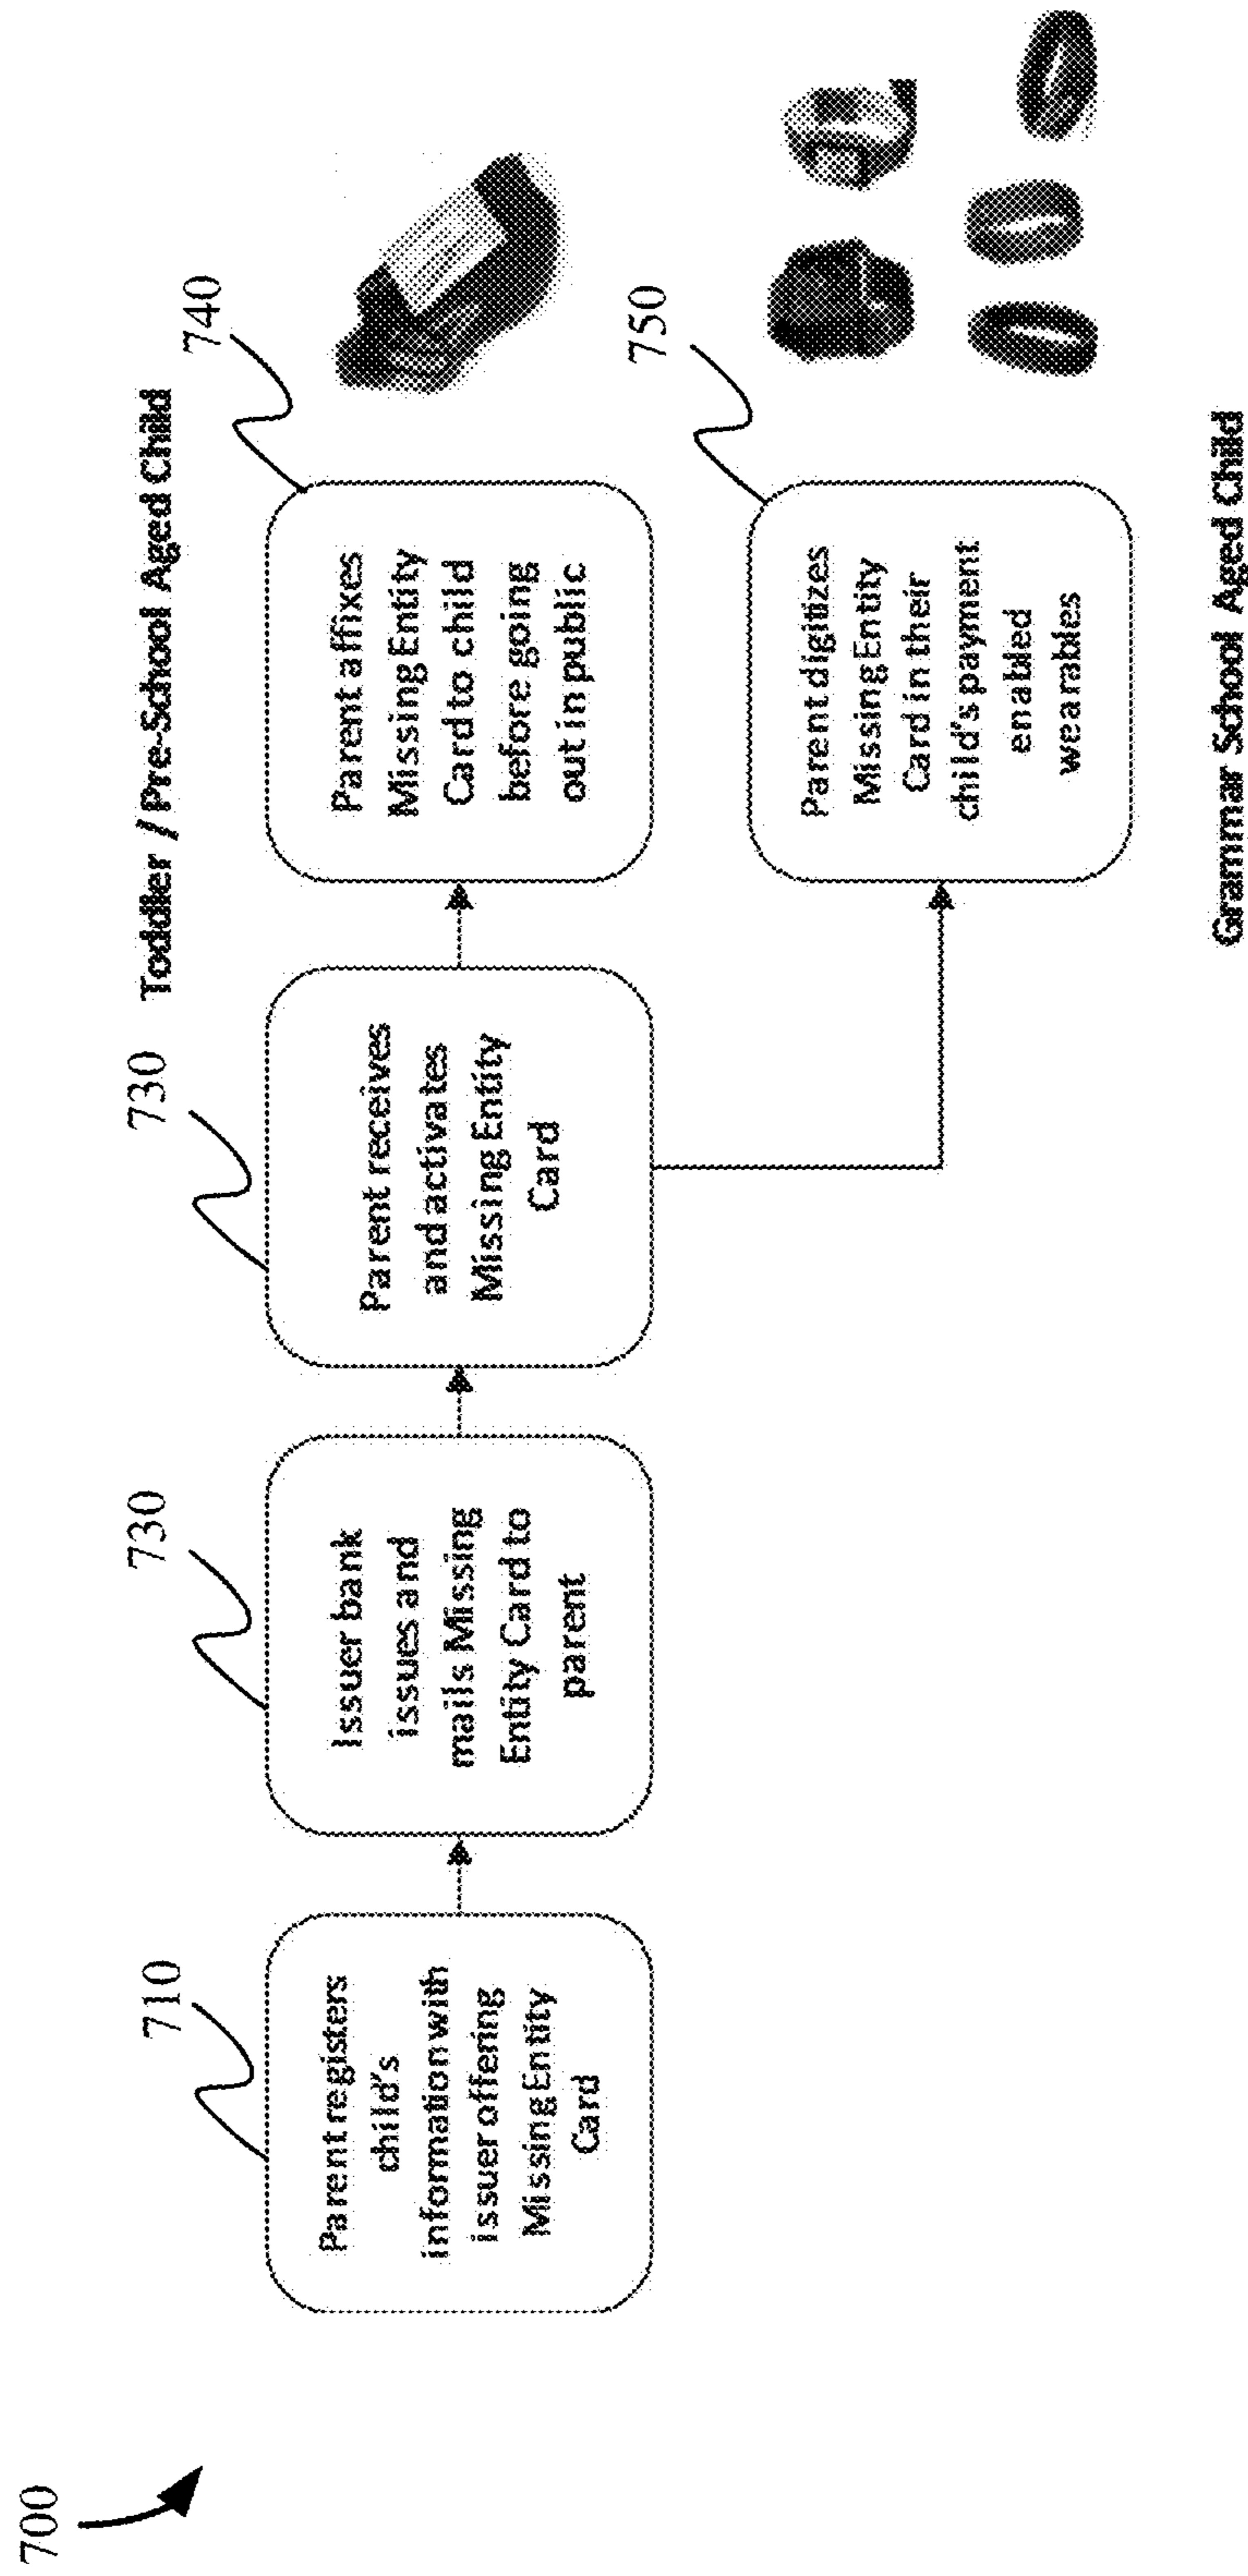 700
710
Parent registers
child's
information with
issuer offering
Missing Entity
Card
730
Issuer bank
issues and
mails Missing
Entity Card to
parent
730
Parent receives
and activates
Missing Entity
Card
Toddler / Pre-School Aged Child
740
Parent affixes
Missing Entity
Card to child
before going
out in public
750
Parent digitizes
Missing Entity
Card in their
child's payment
enabled
wearables
Grammar School Aged Child